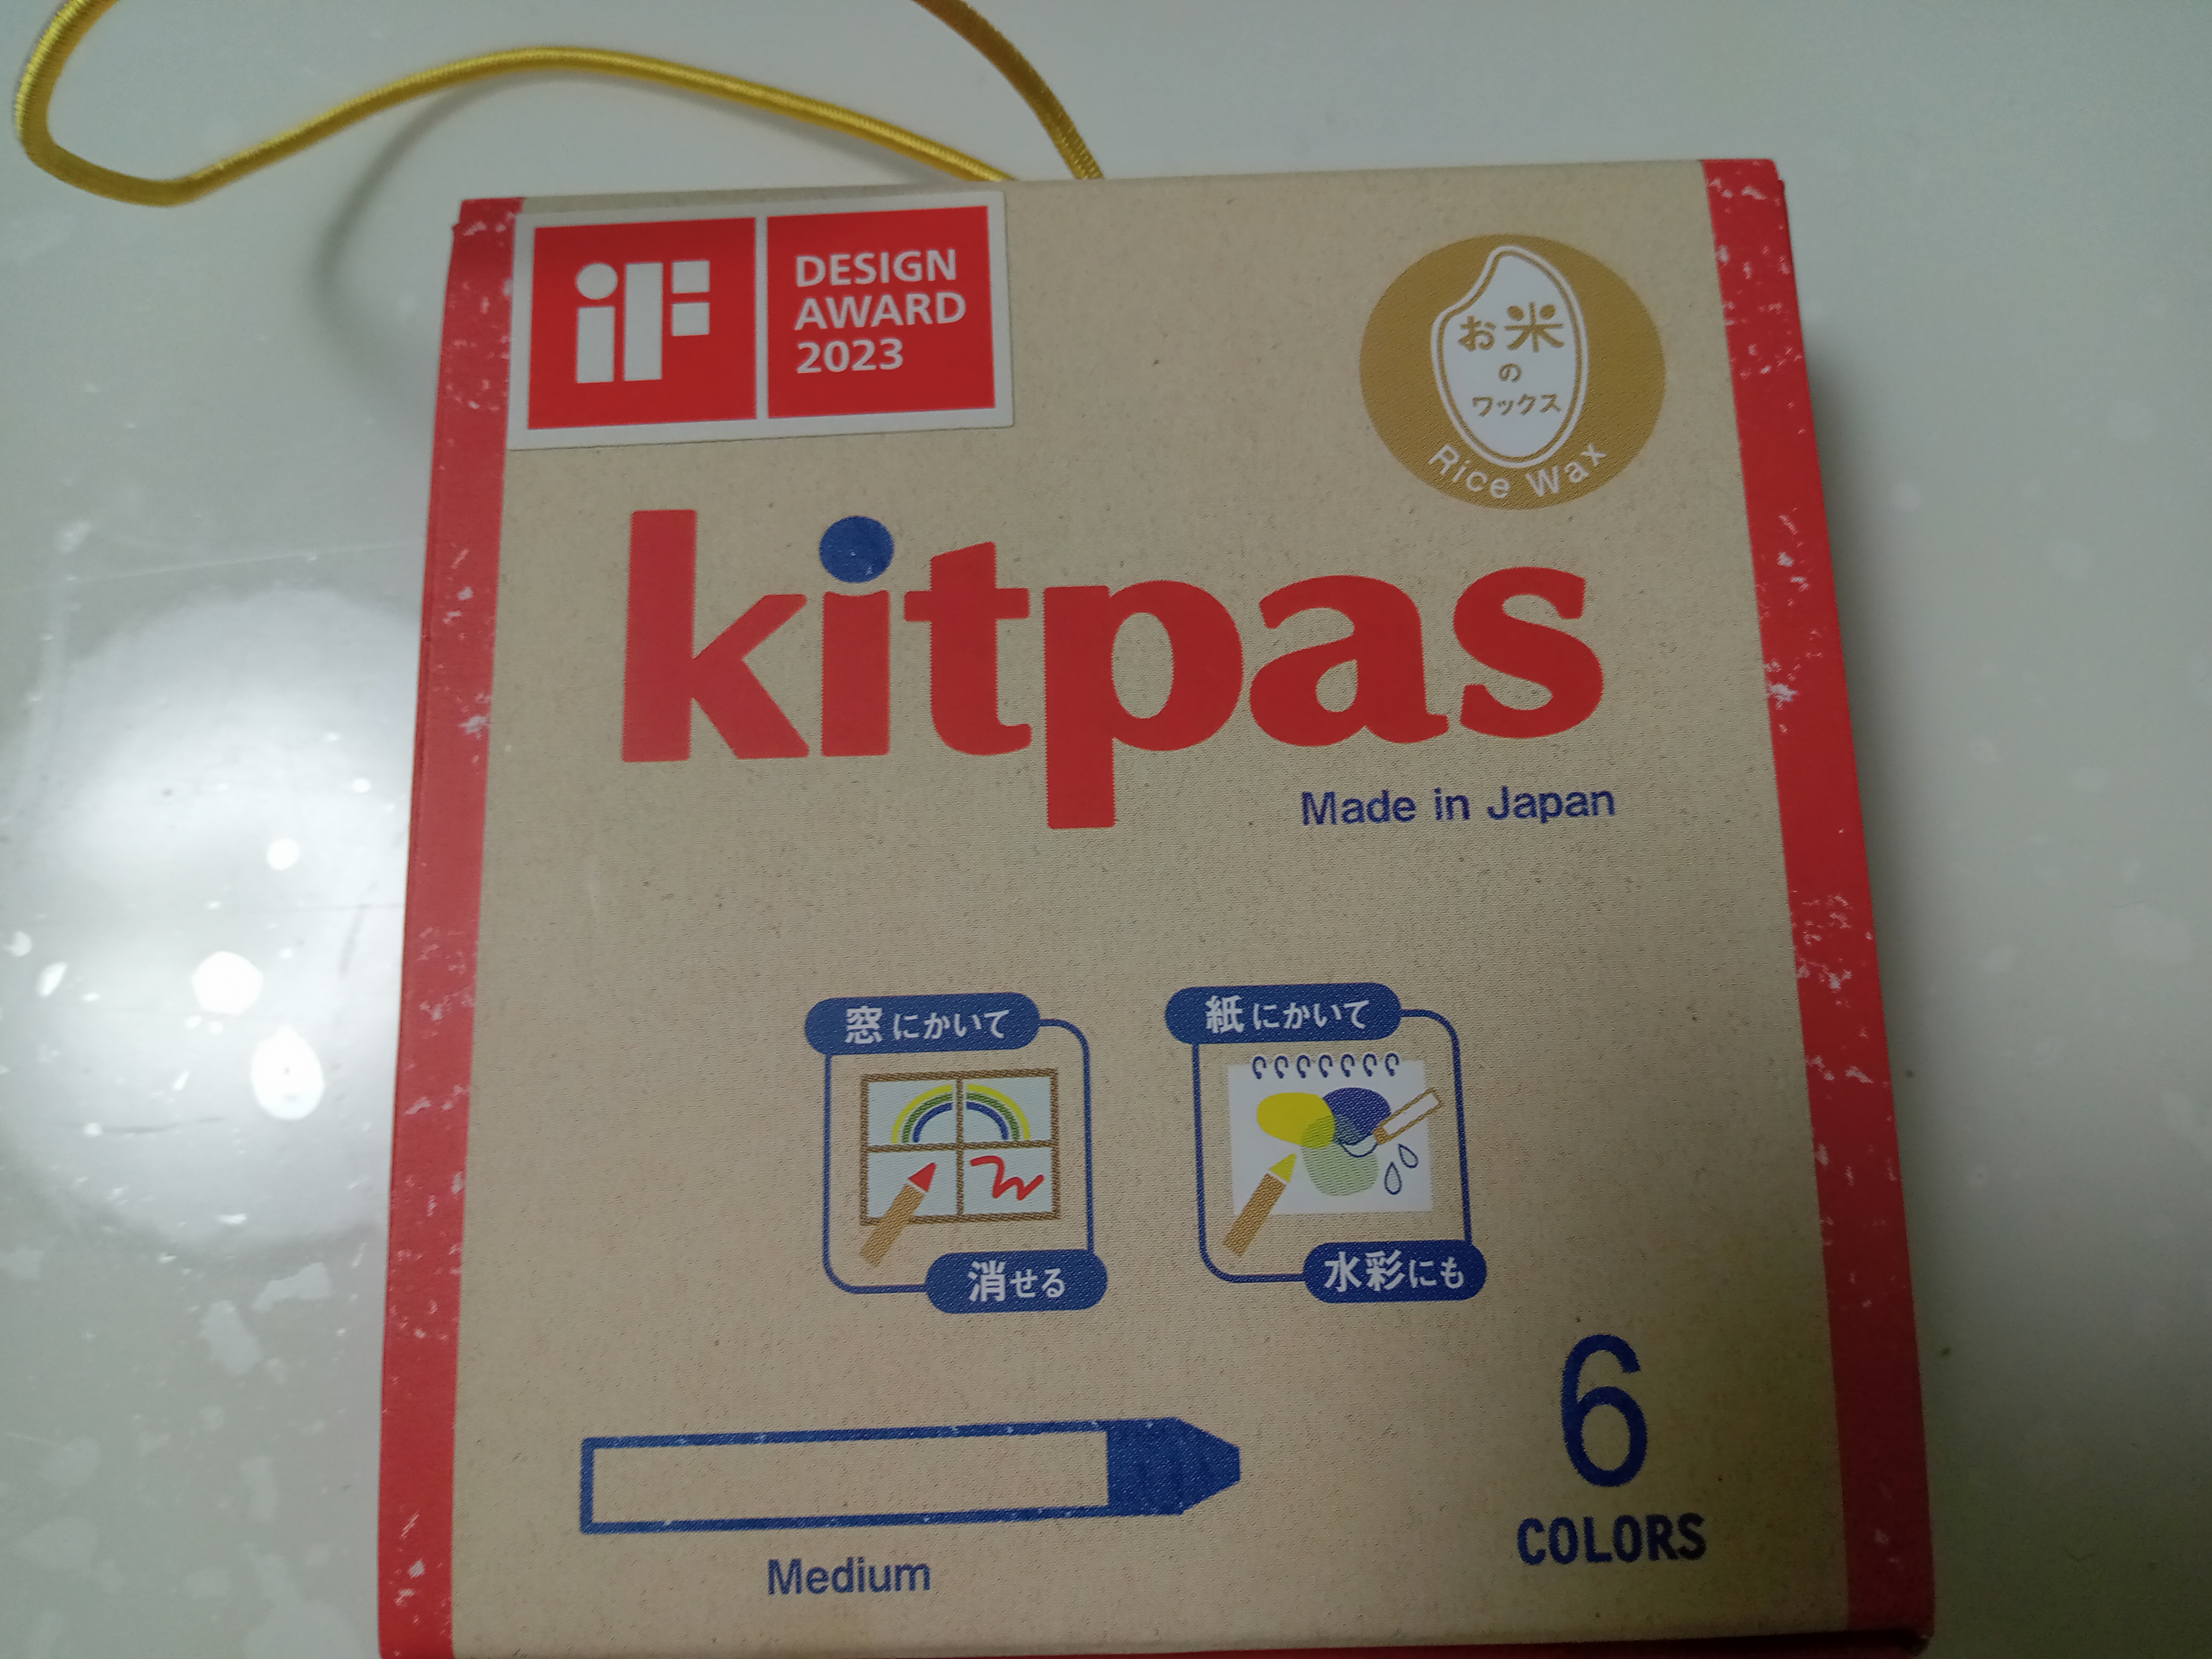 iF
DESIGN
AWARD
2023
お米
の
ワックス
Rice Wax
kitpas
Made in Japan
窓にかいて
消せる
紙にかいて
水彩にも
6
COLORS
Medium